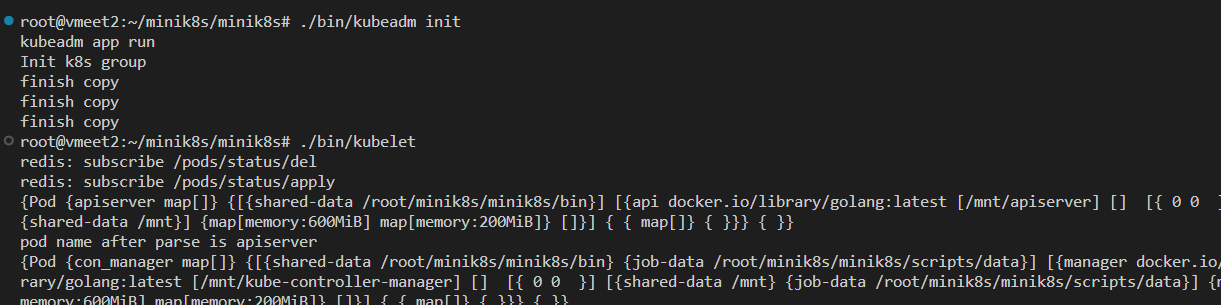 root@vmeet2:~/minik8s/minik8s# ./bin/kubeadm init
kubeadm app run
Init k8s group
finish copy
finish copy
finish copy
root@vmeet2:~/minik8s/minik8s# ./bin/kubelet
redis: subscribe /pods/status/del
redis: subscribe /pods/status/apply
{Pod {apiserver map[]} {[{shared-data /root/minik8s/minik8s/bin}] [{api docker.io/library/golang:latest [/mnt/apiserver] []  [{ 0 0  }
{shared-data /mnt}] {map[memory:600MiB] map[memory:200MiB]} []}] { { map[]} { }}} { }}
pod name after parse is apiserver
{Pod {con_manager map[]} {[{shared-data /root/minik8s/minik8s/bin} {job-data /root/minik8s/minik8s/scripts/data}] [{manager docker.io/
rary/golang:latest [/mnt/kube-controller-manager] []  [{ 0 0  }] [{shared-data /mnt} {job-data /root/minik8s/minik8s/scripts/data}] {
memory:600MiB] map[memory:200MiB]} []}] { { map[]} { }}} { }}